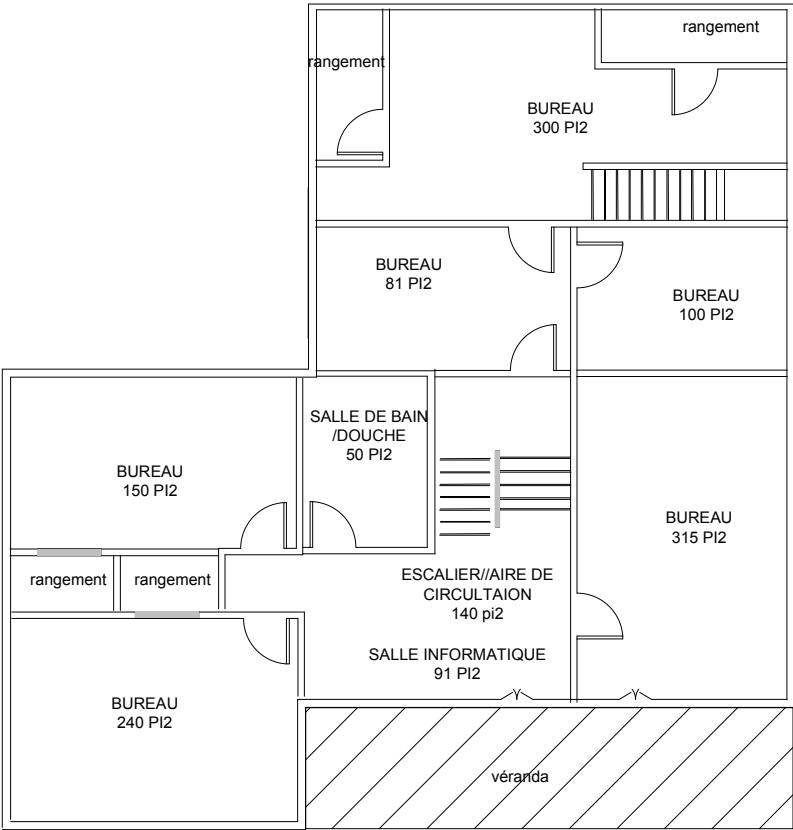 rangement
rangement
BUREAU
300 PI2
BUREAU
81 PI2
BUREAU
100 PI2
SALLE DE BAIN
/DOUCHE
50 PI2
BUREAU
150 PI2
BUREAU
315 PI2
rangement
rangement
ESCALIER//AIRE DE
CIRCULTAION
140 pi2
SALLE INFORMATIQUE
91 PI2
BUREAU
240 PI2
véranda